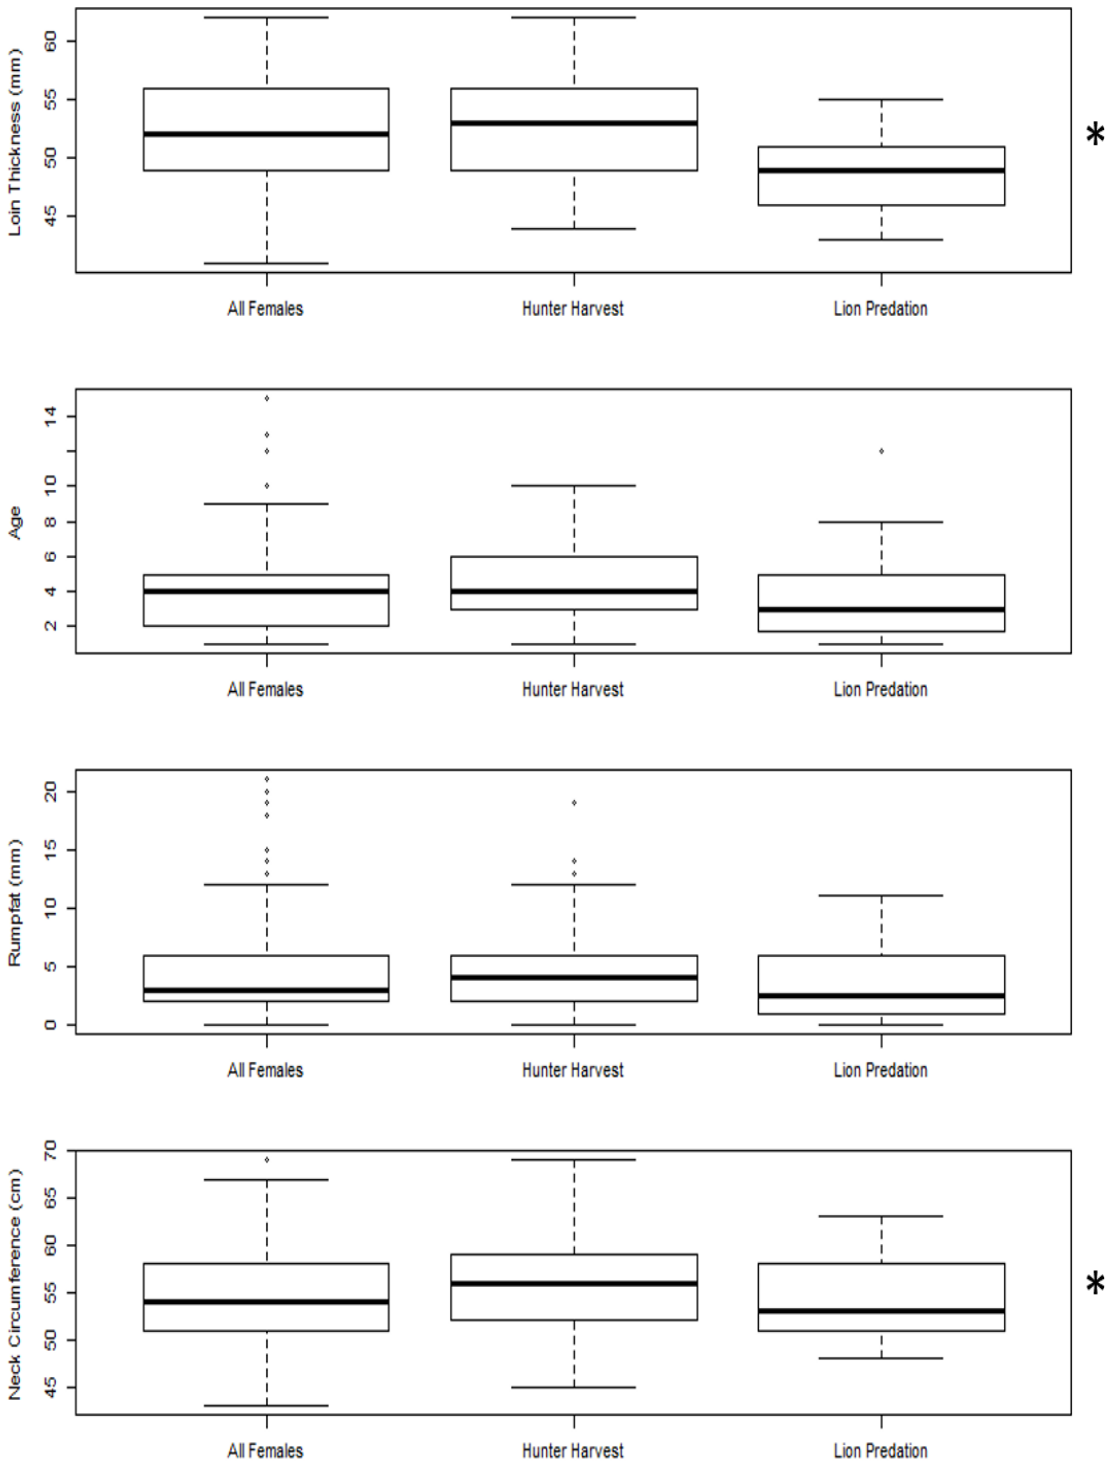 Loin Thickness (mm)
60
55
50
45
*
All Females Hunter Harvest Lion Predation
Age
14
10
8
6
4
2
All Females Hunter Harvest Lion Predation
Rumpfat (mm)
20
15
10
5
0
All Females Hunter Harvest Lion Predation
Neck Circumference (cm)
70
65
60
55
50
45
*
All Females Hunter Harvest Lion Predation